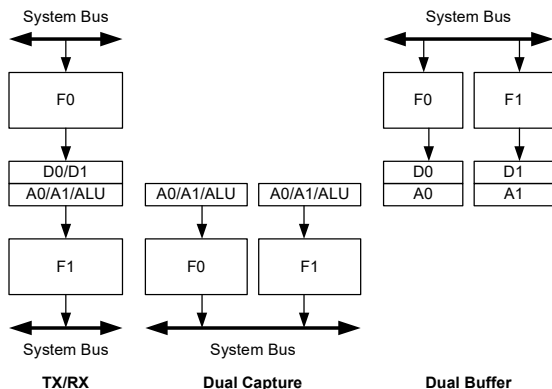 System Bus
F0
D0/D1
A0/A1/ALU
F1
System Bus
TX/RX
A0/A1/ALU
A0/A1/ALU
F0
F1
System Bus
Dual Capture
System Bus
F0
F1
D0
D1
A0
A1
Dual Buffer